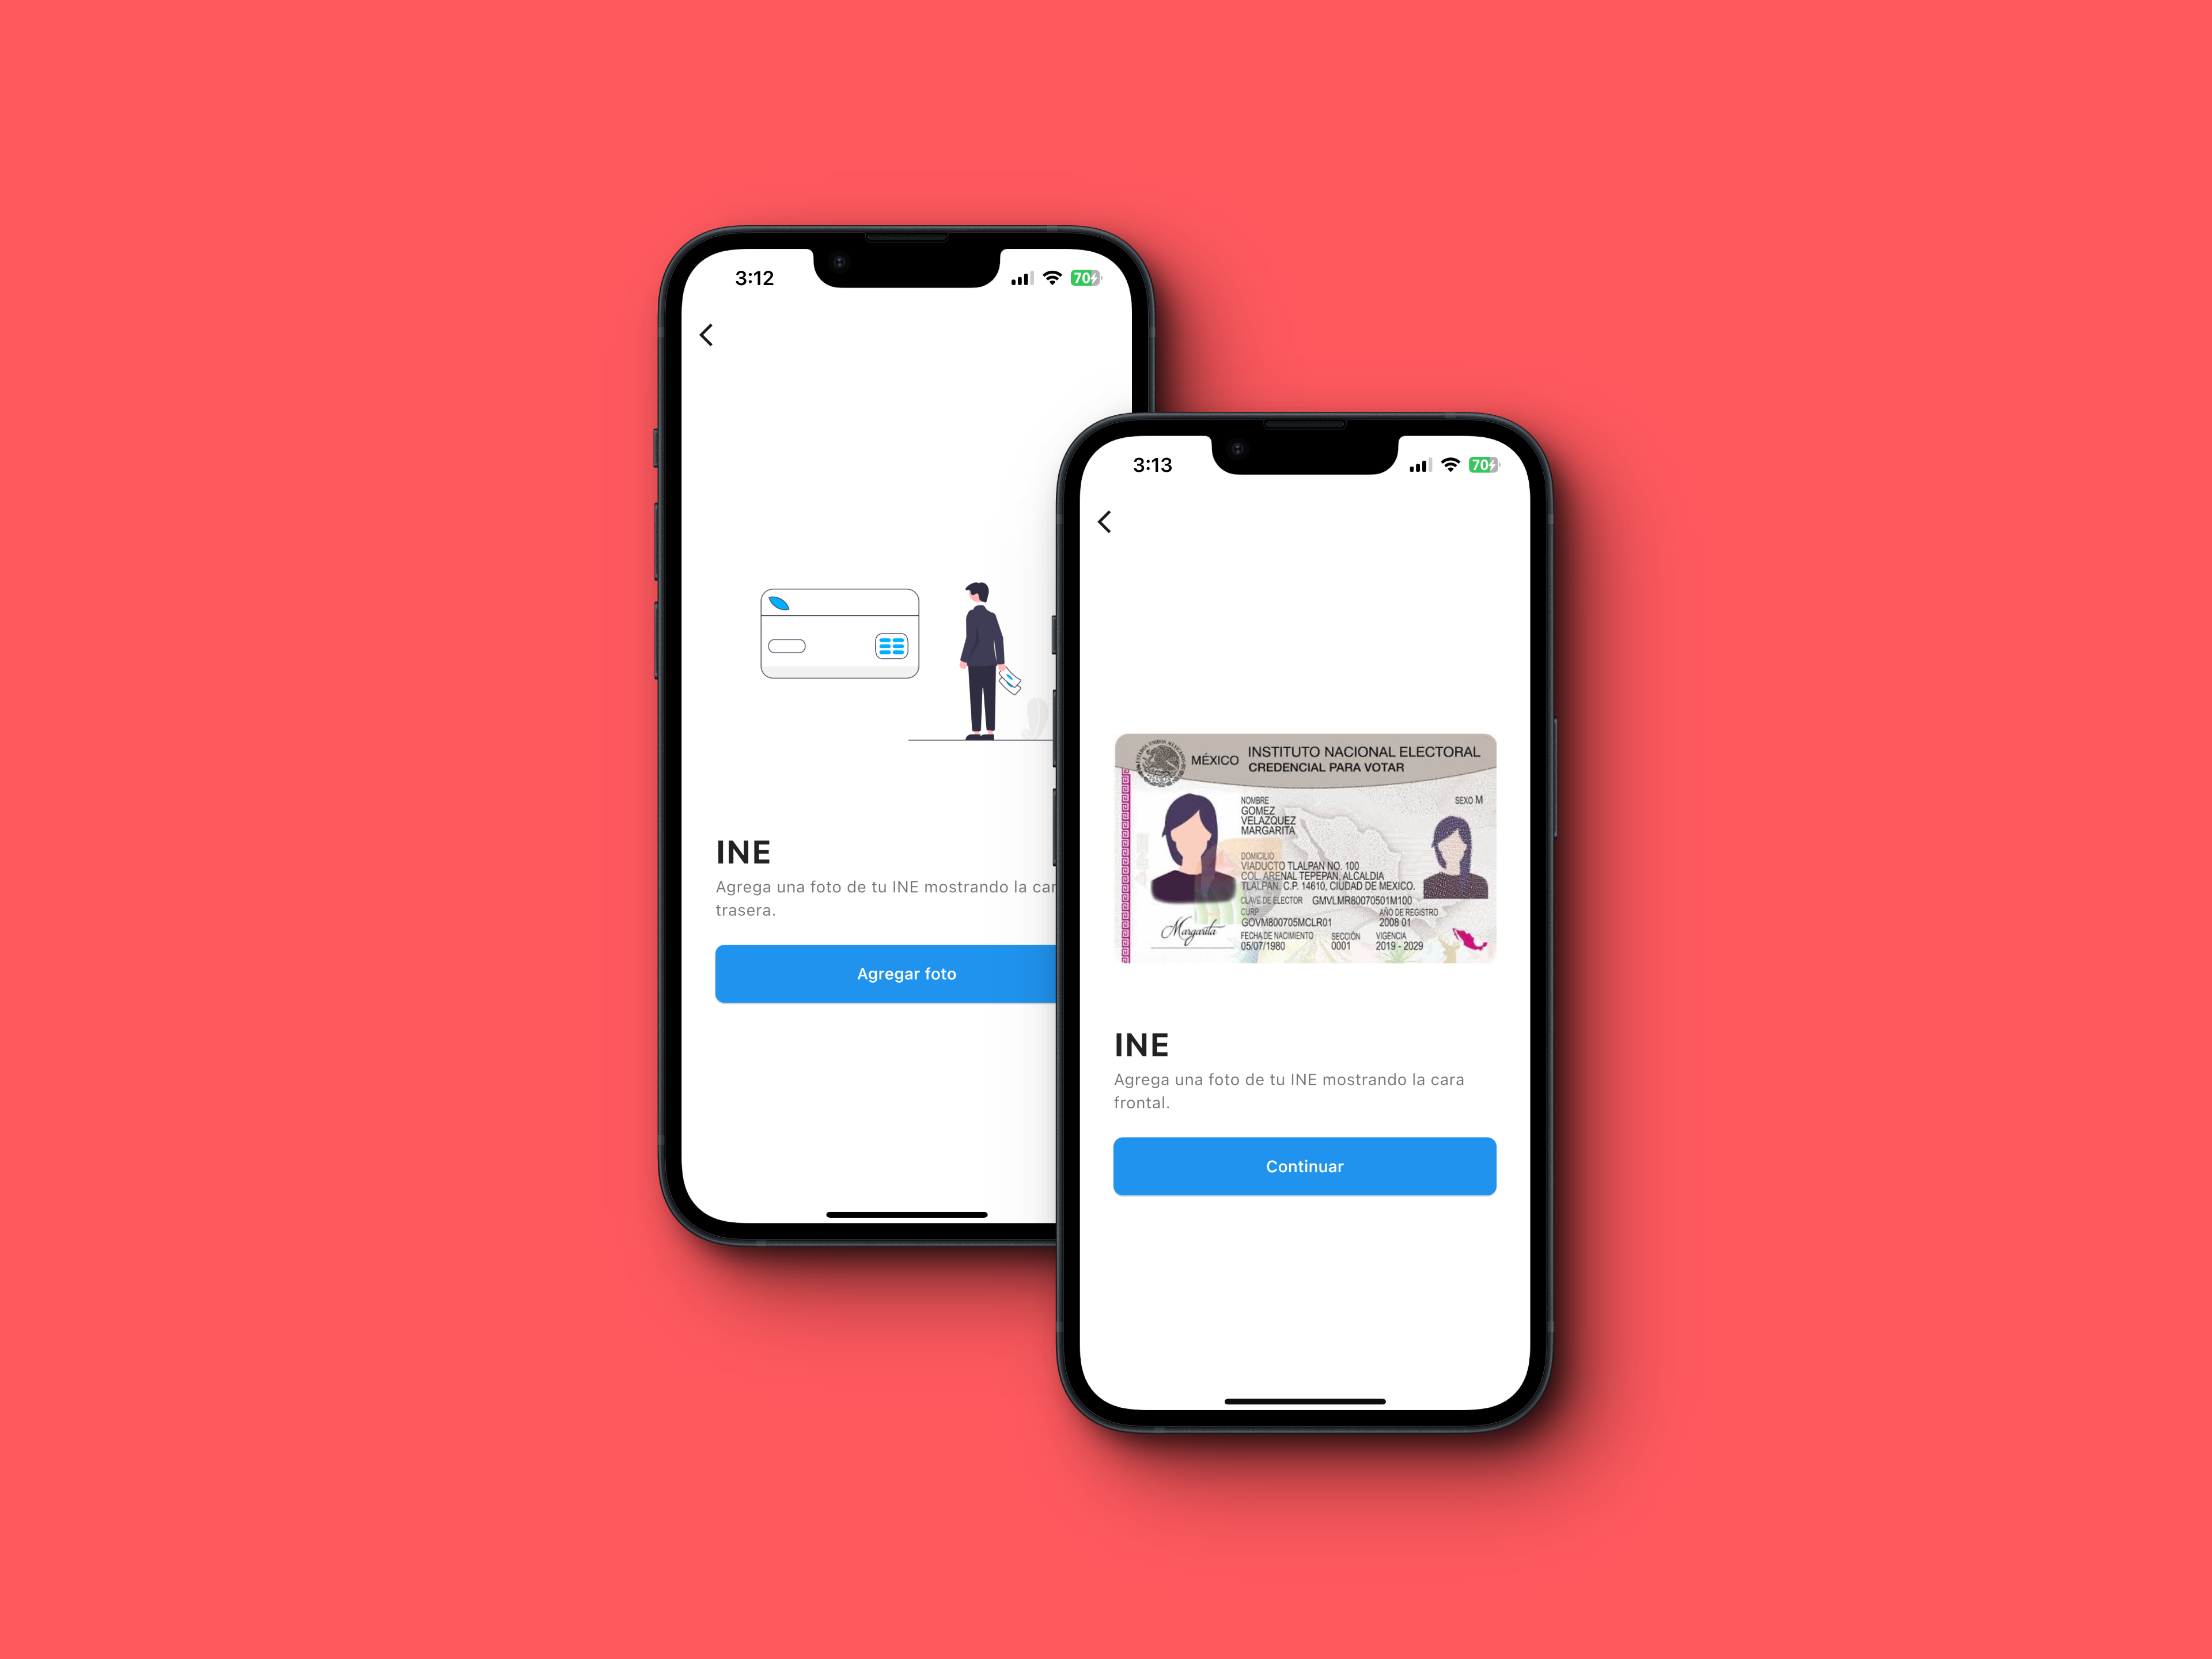 3:12
70
INE
Agrega una foto de tu INE mostrando la
trasera.
Agregar foto
3:13
70
MÉXICO INSTITUTO NACIONAL ELECTORAL
CREDENCIAL PARA VOTAR
NOMBRE
SEXO M
GOMEZ
VELAZQUEZ
MARGARITA
DOMICILIO
VIADUCTO TLALPAN NO. 100
COL. ARENAL TEPEPAN, ALCALDIA
TLALPAN, C.P. 14610, CIUDAD DE MEXICO.
CLAVE DE ELECTOR GMVLMR80070501M100
CURP
GOVM800705MCLR01
AÑO DE REGISTRO
2008 01
FECHA DE NACIMIENTO
05/07/1980
SECCIÓN
0001
VIGENCIA
2019 - 2029
Margarita
INE
Agrega una foto de tu INE mostrando la cara
frontal.
Continuar